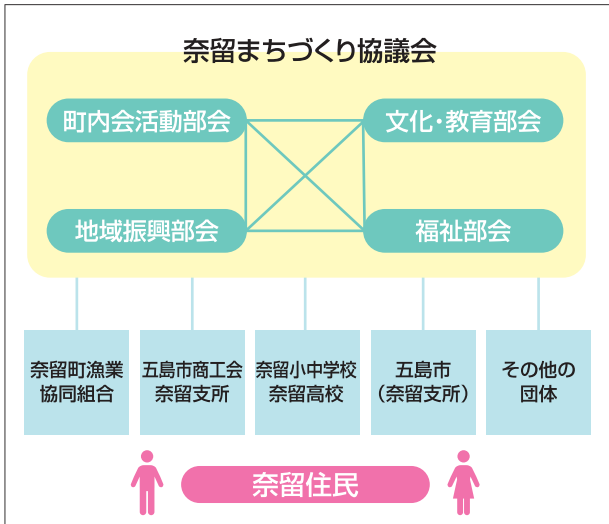 奈留まちづくり協議会
町内会活動部会
文化・教育部会
地域振興部会
福祉部会
奈留町漁業
協同組合
五島市商工会
奈留支所
奈留小中学校
奈留高校
五島市
（奈留支所）
その他の
団体
奈留住民